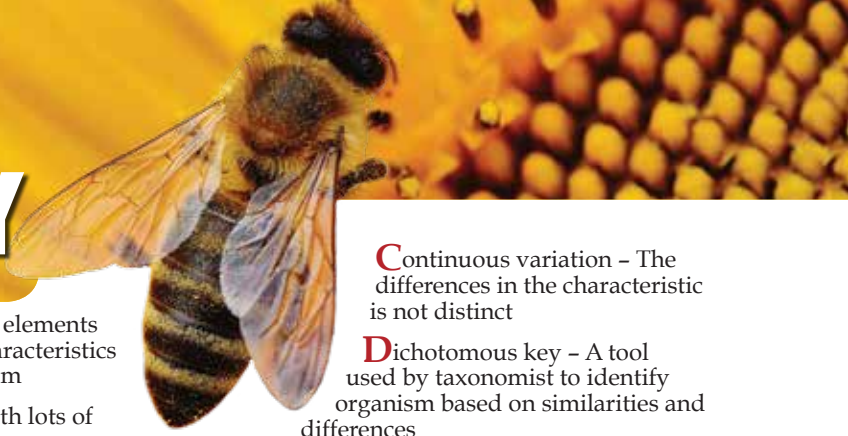 Y
elements
m
th lots of
Continuous variation – The
differences in the characteristic
is not distinct
Dichotomous key – A tool
used by taxonomist to identify
organism based on similarities and
differences